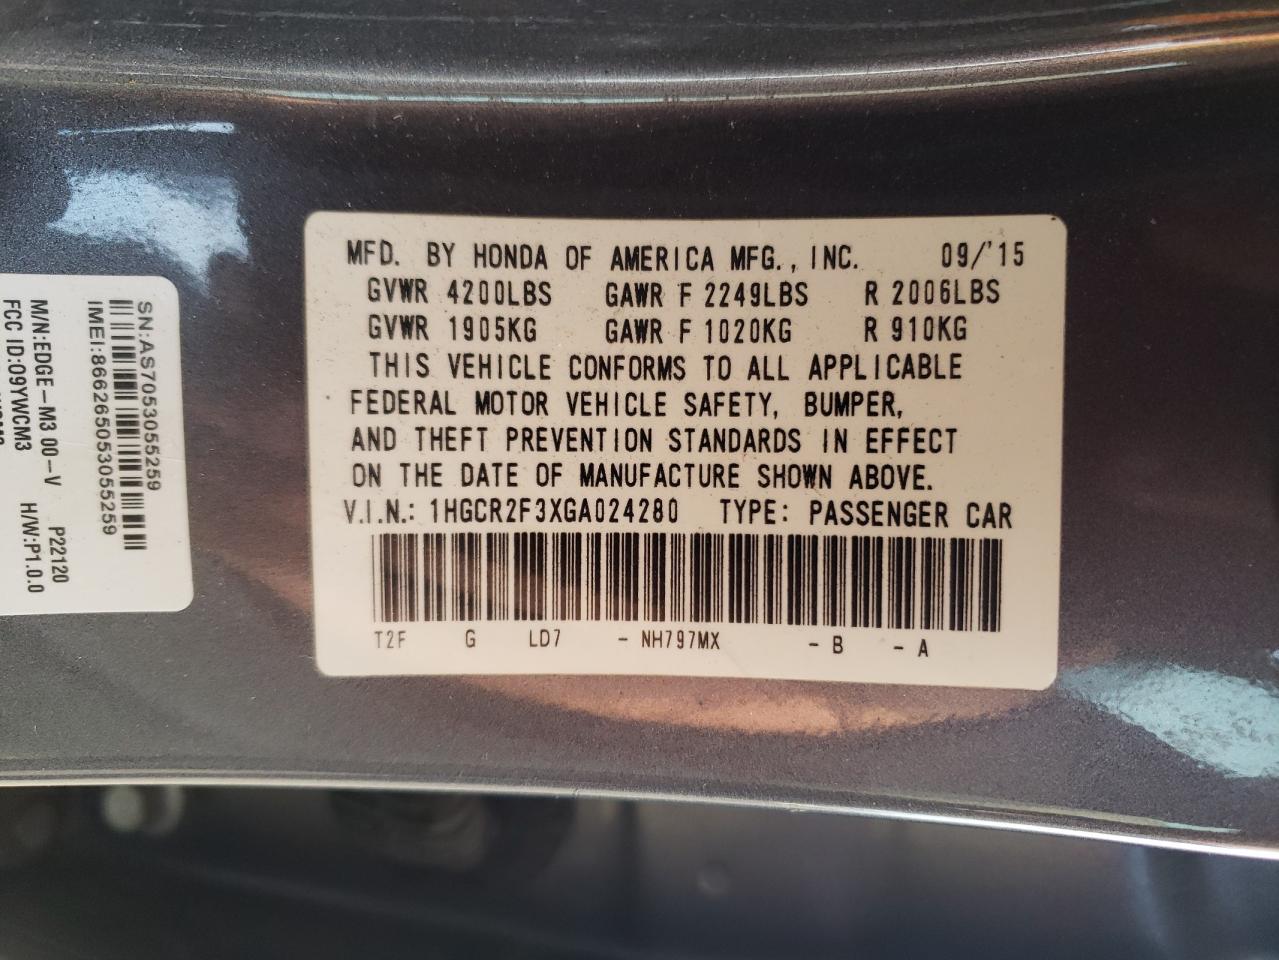 MFD. BY HONDA OF AMERICA MFG., INC. 09/'15
GVWR 4200LBS GAWR F 2249LBS R 2006LBS
GVWR 1905KG GAWR F 1020KG R 910KG
THIS VEHICLE CONFORMS TO ALL APPLICABLE
FEDERAL MOTOR VEHICLE SAFETY, BUMPER,
AND THEFT PREVENTION STANDARDS IN EFFECT
ON THE DATE OF MANUFACTURE SHOWN ABOVE.
V.I.N.: 1HGCR2F3XGA024280 TYPE: PASSENGER CAR
T2F G LD7 - NH797MX - B - A
SN:AS7053055259
IMEI:866265053055259
M/N:EDGE-M3 00-V P22120
FCC ID:O9YWCM3 H/W:P1.0.0